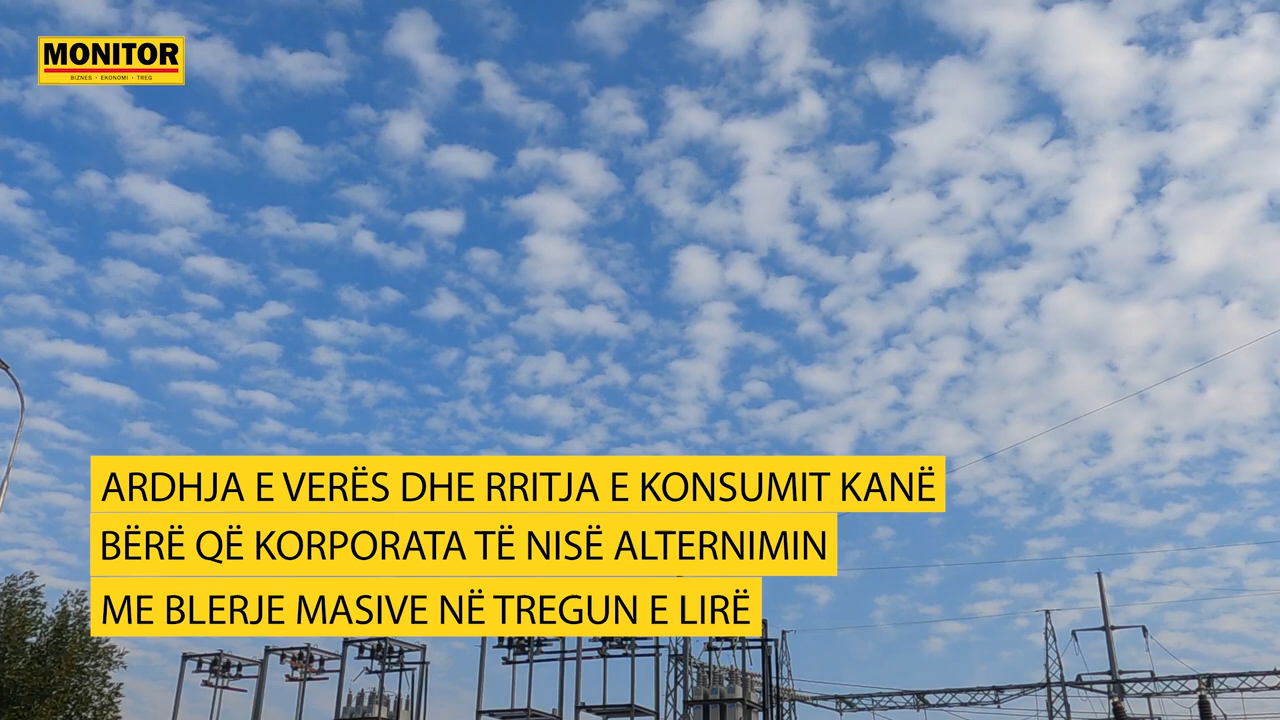 MONITOR
BIZNES • EKONOMI • TREG
ARDHJA E VERËS DHE RRITJA E KONSUMIT KANË
BËRË QË KORPORATA TË NISË ALTERNIMIN
ME BLERJE MASIVE NË TREGUN E LIRË